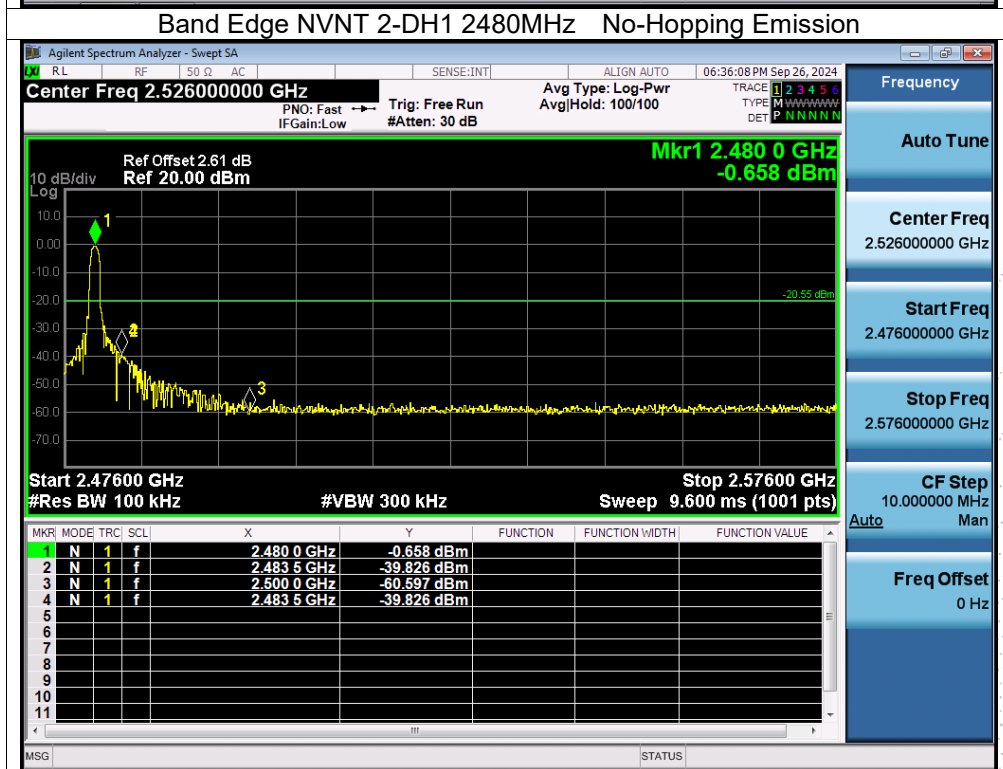 Band Edge NVNT 2-DH1 2480MHz No-Hopping Emission
Agilent Spectrum Analyzer - Swept SA
LXI RL RF 50 Ω AC SENSE:INT ALIGN AUTO 06:36:08 PM Sep 26, 2024
Center Freq 2.526000000 GHz
PNO: Fast
IFGain:Low
Trig: Free Run
#Atten: 30 dB
Avg Type: Log-Pwr
Avg|Hold: 100/100
TRACE 1 2 3 4 5 6
TYPE M WWWWW
DET P N N N N N
Frequency
Auto Tune
Center Freq
2.526000000 GHz
Start Freq
2.476000000 GHz
Stop Freq
2.576000000 GHz
CF Step
10.000000 MHz
Auto Man
Freq Offset
0 Hz
Mkr1 2.480 0 GHz
-0.658 dBm
Ref Offset 2.61 dB
10 dB/div Ref 20.00 dBm
Log
10.0
0.00
-10.0
-20.0
-30.0
-40.0
-50.0
-60.0
-70.0
1
3
-20.55 dBm
Start 2.47600 GHz Stop 2.57600 GHz
#Res BW 100 kHz #VBW 300 kHz Sweep 9.600 ms (1001 pts)
MKR MODE TRC SCL X Y FUNCTION FUNCTION WIDTH FUNCTION VALUE
1 N 1 f 2.480 0 GHz -0.658 dBm
2 N 1 f 2.483 5 GHz -39.826 dBm
3 N 1 f 2.500 0 GHz -60.597 dBm
4 N 1 f 2.483 5 GHz -39.826 dBm
5
6
7
8
9
10
11
MSG STATUS